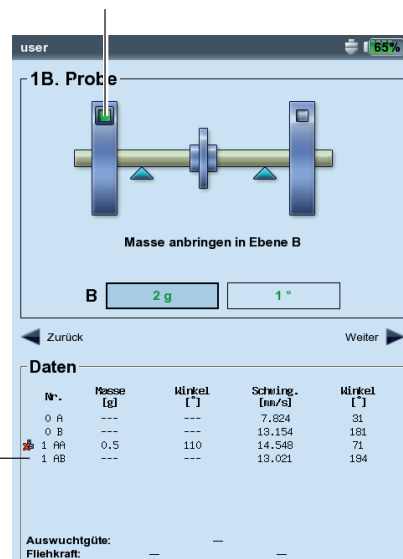 user 65%
1B. Probe
Masse anbringen in Ebene B
B 2 g 1 °
Zurück Weiter
Daten
Nr. Masse [g] Winkel [°] Schwing. [mm/s] Winkel [°]
0 A --- --- 7.824 31
0 B --- --- 13.154 181
1 AA 0.5 110 14.548 71
1 AB --- --- 13.021 194
Auswuchtgüte: —
Fliehkraft: — —